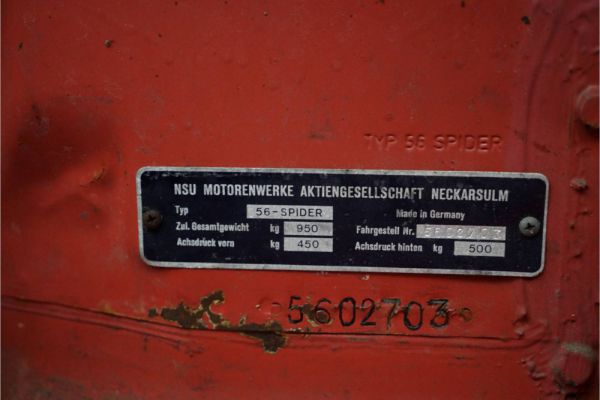 TYP 56 SPIDER
NSU MOTORENWERKE AKTIENGESELLSCHAFT NECKARSULM
Typ 56-SPIDER Made in Germany
Zul. Gesamtgewicht kg 950 Fahrgestell Nr. 5602703
Achsdruck vorn kg 450 Achsdruck hinten kg 500
5602703